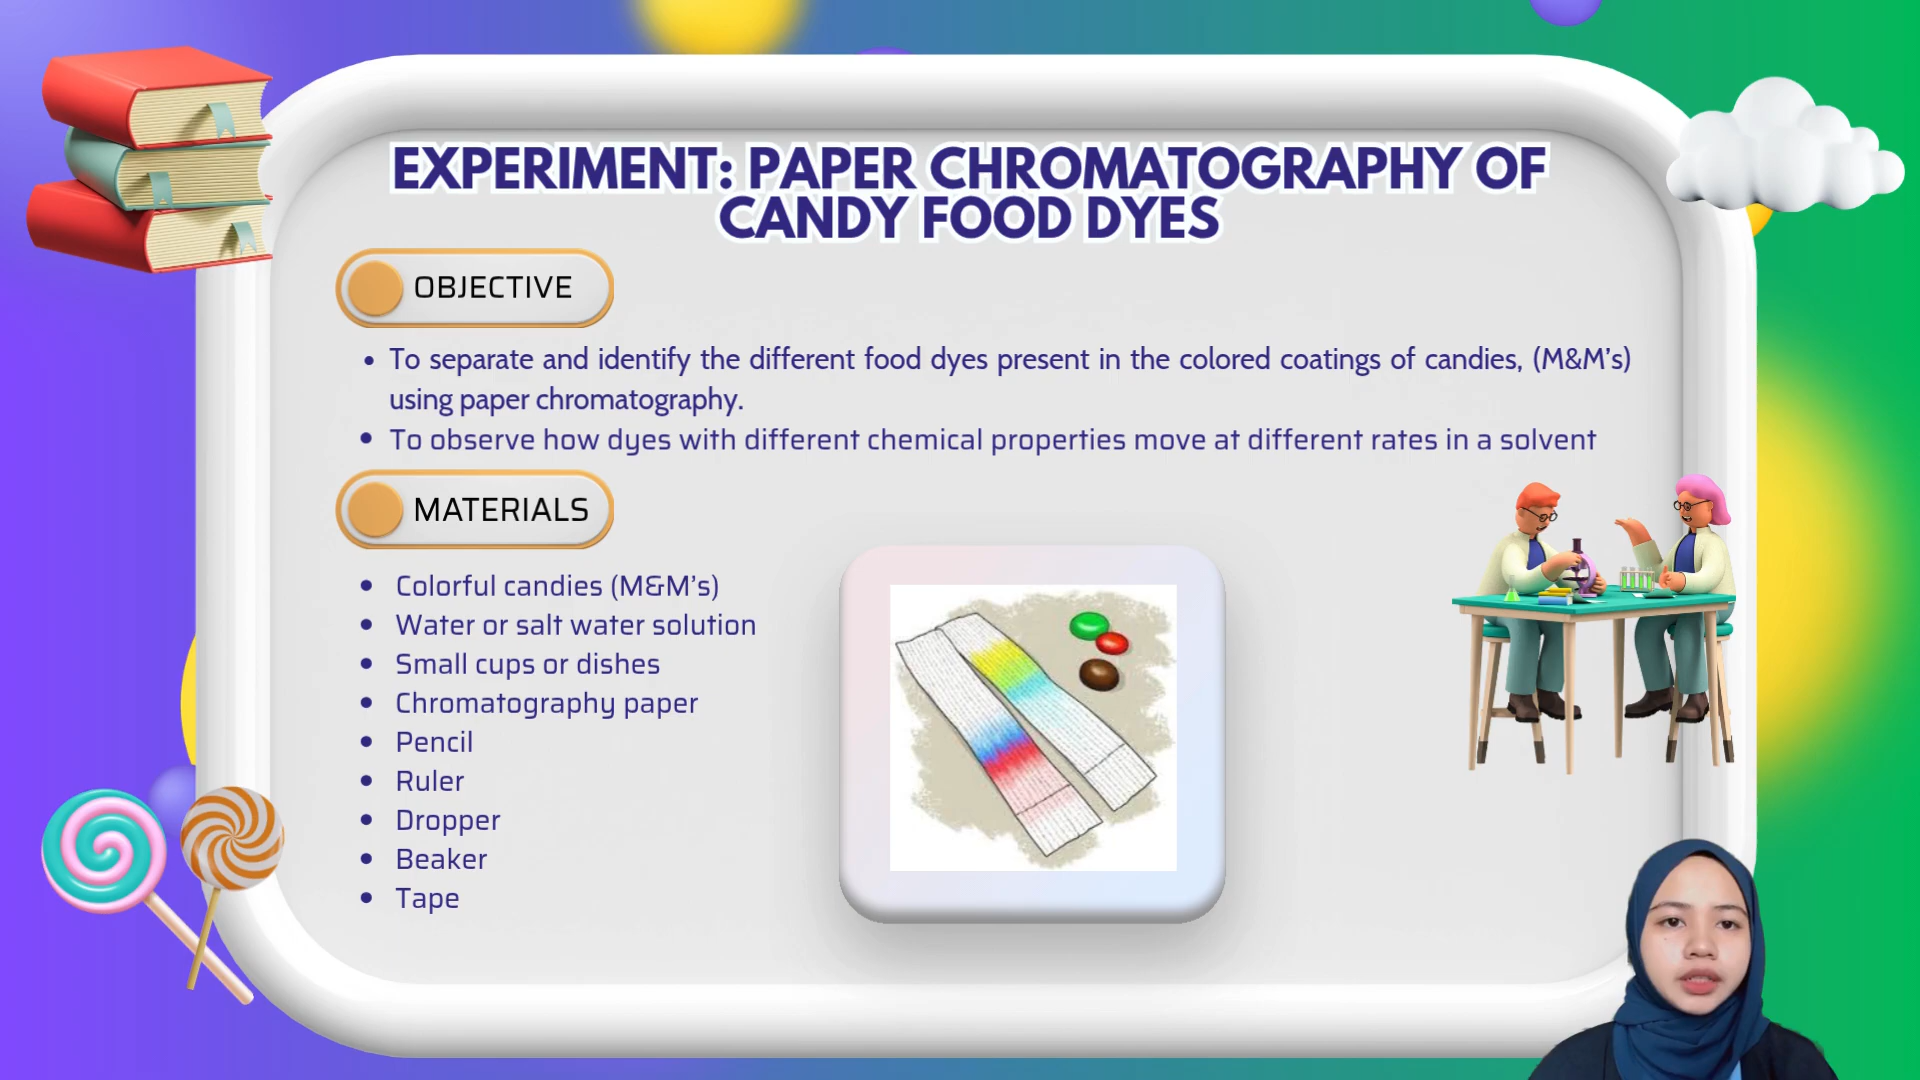 EXPERIMENT: PAPER CHROMATOGRAPHY OF
CANDY FOOD DYES
OBJECTIVE
• To separate and identify the different food dyes present in the colored coatings of candies, (M&M's)
using paper chromatography.
• To observe how dyes with different chemical properties move at different rates in a solvent
MATERIALS
• Colorful candies (M&M's)
• Water or salt water solution
• Small cups or dishes
• Chromatography paper
• Pencil
• Ruler
• Dropper
• Beaker
• Tape